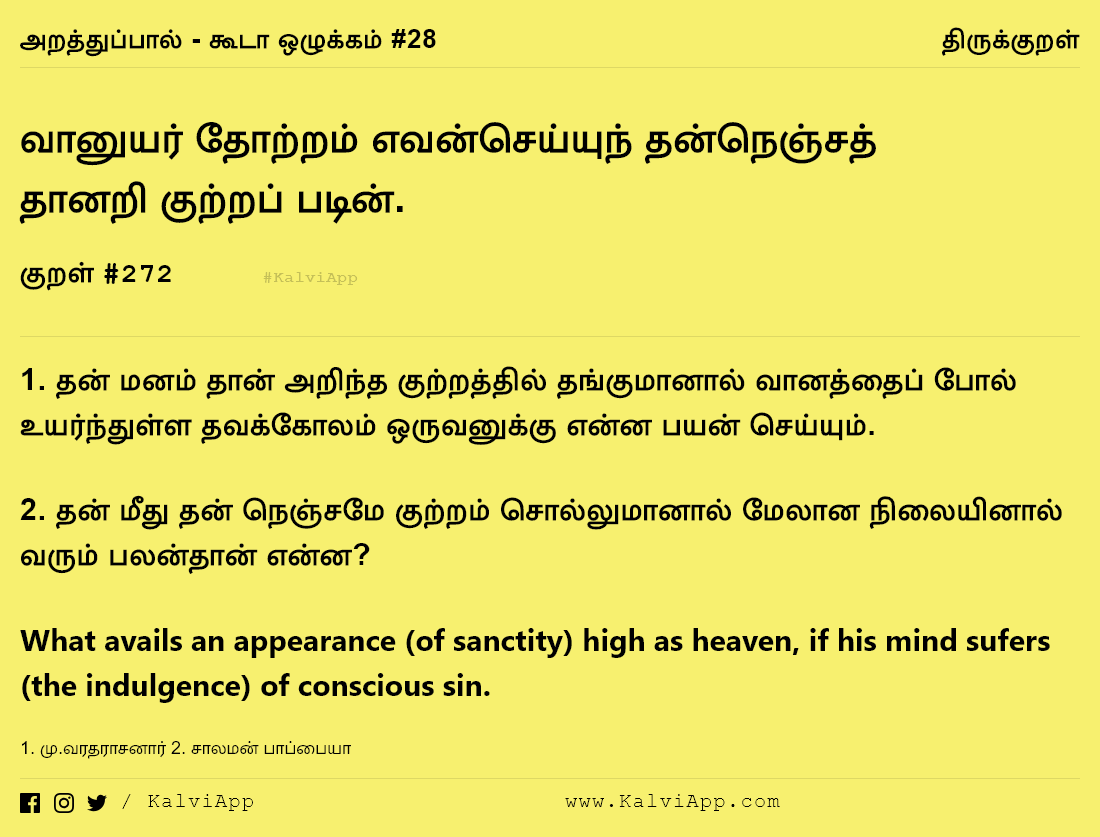 அறத்துப்பால் - கூடா ஒழுக்கம் #28 திருக்குறள்
வானுயர் தோற்றம் எவன்செய்யுந் தன்நெஞ்சத்
தானறி குற்றப் படின்.
குறள் #272 #KalviApp
1. தன் மனம் தான் அறிந்த குற்றத்தில் தங்குமானால் வானத்தைப் போல்
உயர்ந்துள்ள தவக்கோலம் ஒருவனுக்கு என்ன பயன் செய்யும்.
2. தன் மீது தன் நெஞ்சமே குற்றம் சொல்லுமானால் மேலான நிலையினால்
வரும் பலன்தான் என்ன?
What avails an appearance (of sanctity) high as heaven, if his mind sufers
(the indulgence) of conscious sin.
1. மு.வரதராசனார் 2. சாலமன் பாப்பையா
/ KalviApp www.KalviApp.com